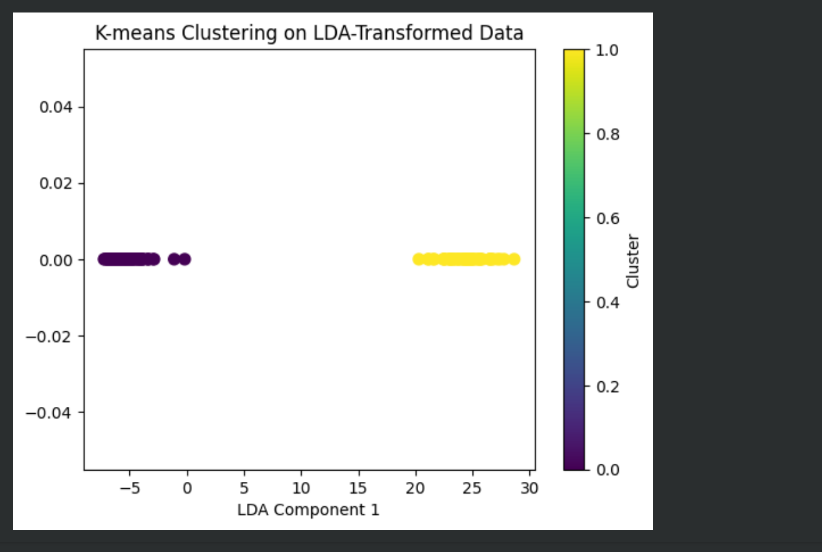 K-means Clustering on LDA-Transformed Data
0.04
0.02
0.00
−0.02
−0.04
−5 0 5 10 15 20 25 30
LDA Component 1
1.0
0.8
0.6
0.4
0.2
0.0
Cluster